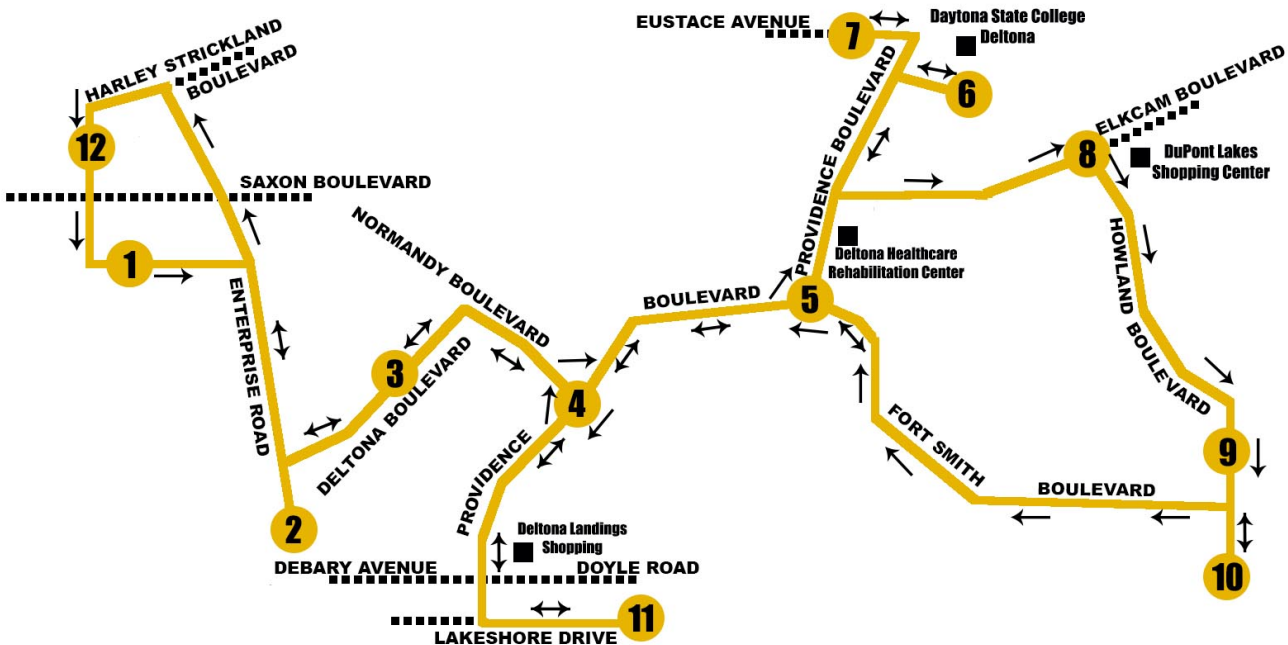 EUSTACE AVENUE
7
Daytona State College
Deltona
6
HARLEY STRICKLAND
BOULEVARD
12
SAXON BOULEVARD
1
ENTERPRISE ROAD
2
3
DELTONA BOULEVARD
NORMANDY BOULEVARD
4
PROVIDENCE
BOULEVARD
5
PROVIDENCE BOULEVARD
Deltona Healthcare
Rehabilitation Center
ELKCAM BOULEVARD
8
DuPont Lakes
Shopping Center
HOWLAND BOULEVARD
9
FORT SMITH
BOULEVARD
10
Deltona Landings
Shopping
DEBARY AVENUE
DOYLE ROAD
11
LAKESHORE DRIVE